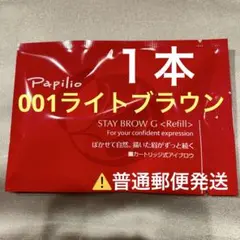 Papilio
1本
001ライトブラウン
STAY BROW G <Refill>
For your confident expression
ぼかせて自然、描いた眉がずっと続く
■カートリッジ式アイブロウ
⚠普通郵便発送